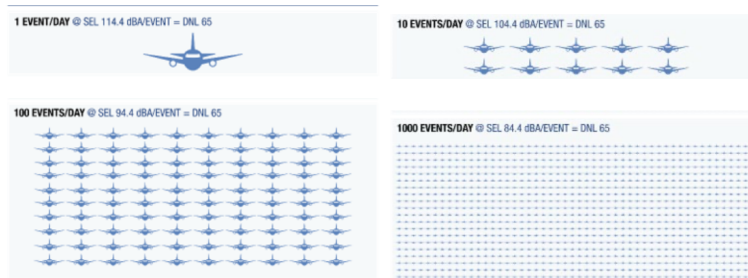 1 EVENT/DAY @ SEL 114.4 dBA/EVENT = DNL 65
10 EVENTS/DAY @ SEL 104.4 dBA/EVENT = DNL 65
100 EVENTS/DAY @ SEL 94.4 dBA/EVENT = DNL 65
1000 EVENTS/DAY @ SEL 84.4 dBA/EVENT = DNL 65